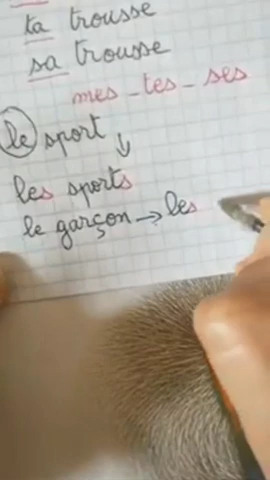 ta trousse
sa trousse
mes - tes - ses
le sport
↓
les sports
le garçon → les